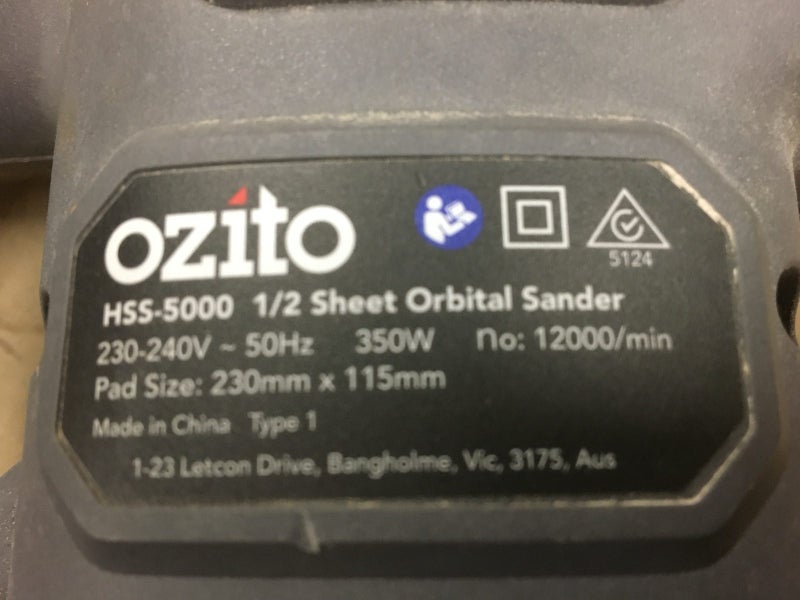 ozito
5124
HSS-5000 1/2 Sheet Orbital Sander
230-240V ~ 50Hz 350W no: 12000/min
Pad Size: 230mm x 115mm
Made in China Type 1
1-23 Letcon Drive, Bangholme, Vic, 3175, Aus